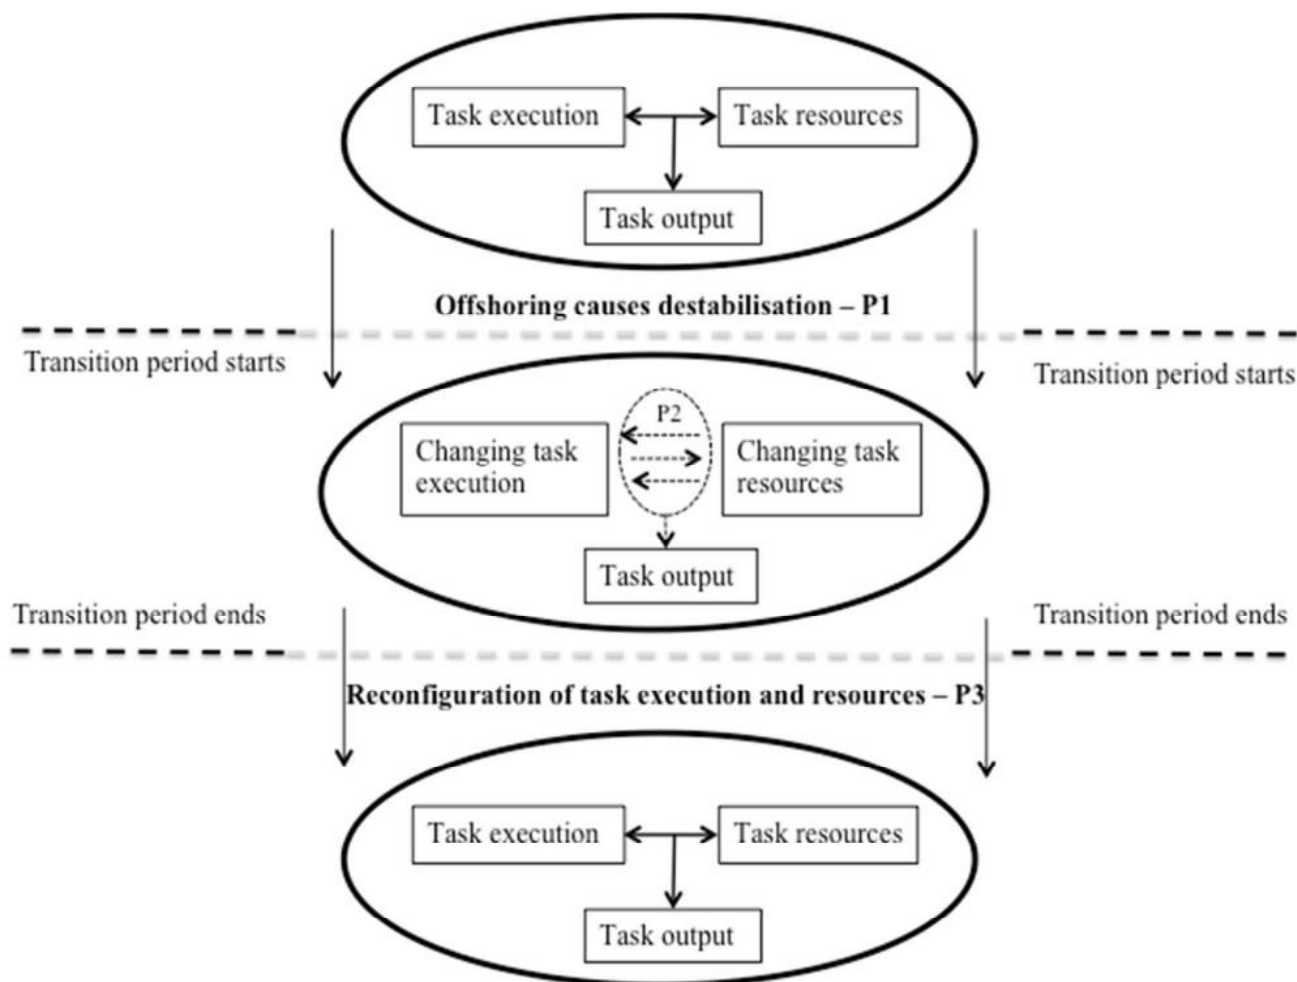 Task execution
Task resources
Task output
Offshoring causes destabilisation – P1
Transition period starts
Transition period starts
P2
Changing task
execution
Changing task
resources
Task output
Transition period ends
Transition period ends
Reconfiguration of task execution and resources – P3
Task execution
Task resources
Task output